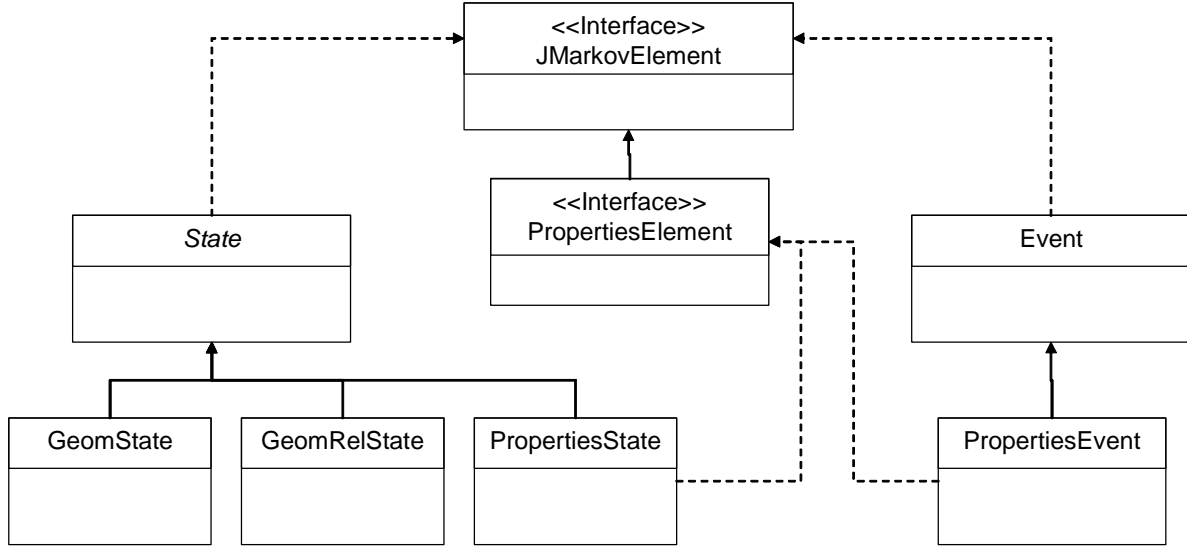 <<Interface>>
JMarkovElement
<<Interface>>
PropertiesElement
State
Event
GeomState
GeomRelState
PropertiesState
PropertiesEvent